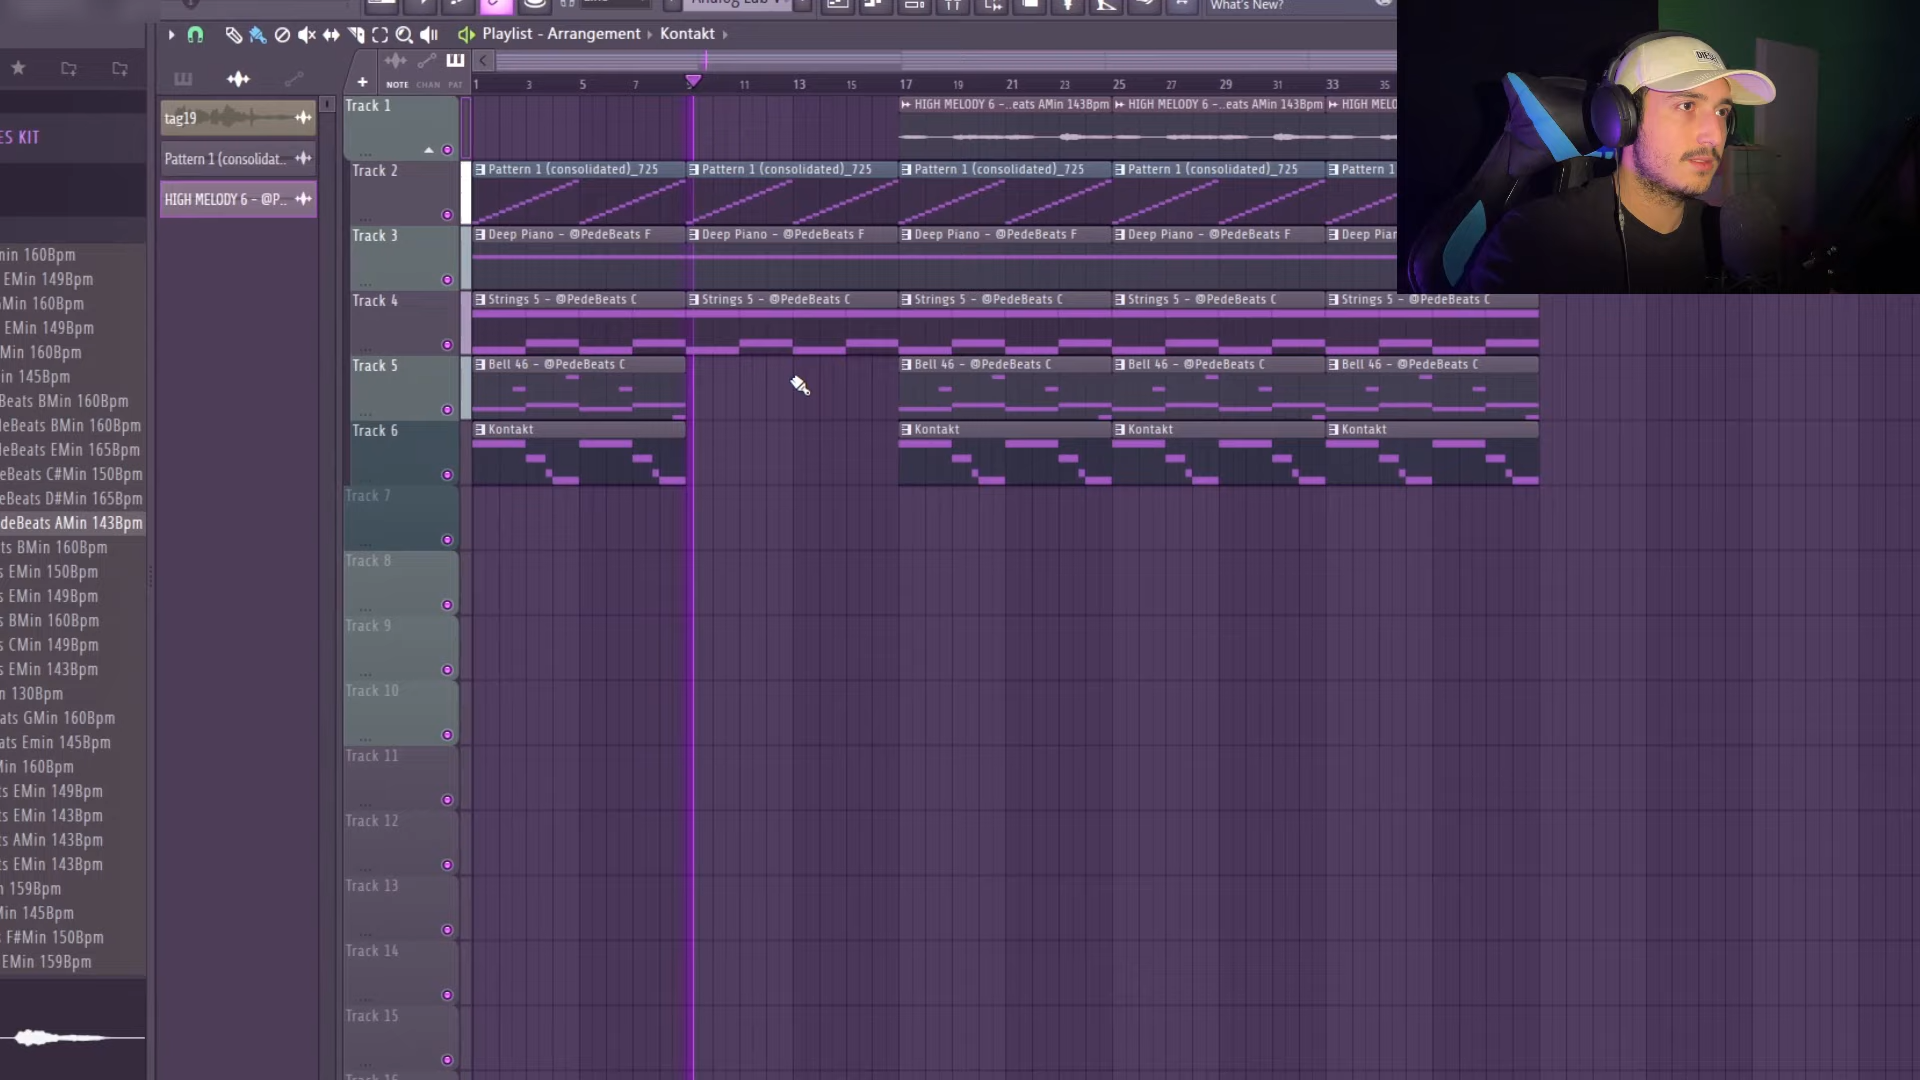 What's New?
Playlist - Arrangement › Kontakt ›
NOTE CHAN PAT
1 3 5 7 9 11 13 15 17 19 21 23 25 27 29 31 33 35
ES KIT
tag19
Pattern 1 (consolidat..
HIGH MELODY 6 - @P..
min 160Bpm
EMin 149Bpm
Min 160Bpm
EMin 149Bpm
Min 160Bpm
in 145Bpm
Beats BMin 160Bpm
deBeats BMin 160Bpm
deBeats EMin 165Bpm
deBeats C#Min 150Bpm
deBeats D#Min 165Bpm
deBeats AMin 143Bpm
ts BMin 160Bpm
s EMin 150Bpm
s EMin 149Bpm
s BMin 160Bpm
s CMin 149Bpm
s EMin 143Bpm
n 130Bpm
ats GMin 160Bpm
ats Emin 145Bpm
Min 160Bpm
s EMin 149Bpm
s EMin 143Bpm
s AMin 143Bpm
s EMin 143Bpm
n 159Bpm
Min 145Bpm
s F#Min 150Bpm
EMin 159Bpm
Track 1
HIGH MELODY 6 -..eats AMin 143Bpm
HIGH MELODY 6 -..eats AMin 143Bpm
HIGH MELO
Track 2
Pattern 1 (consolidated)_725
Pattern 1 (consolidated)_725
Pattern 1 (consolidated)_725
Pattern 1 (consolidated)_725
Pattern 1
Track 3
Deep Piano - @PedeBeats F
Deep Piano - @PedeBeats F
Deep Piano - @PedeBeats F
Deep Piano - @PedeBeats F
Deep Pian
Track 4
Strings 5 - @PedeBeats C
Strings 5 - @PedeBeats C
Strings 5 - @PedeBeats C
Strings 5 - @PedeBeats C
Strings 5 - @PedeBeats C
Track 5
Bell 46 - @PedeBeats C
Bell 46 - @PedeBeats C
Bell 46 - @PedeBeats C
Bell 46 - @PedeBeats C
Track 6
Kontakt
Kontakt
Kontakt
Kontakt
Track 7
Track 8
Track 9
Track 10
Track 11
Track 12
Track 13
Track 14
Track 15